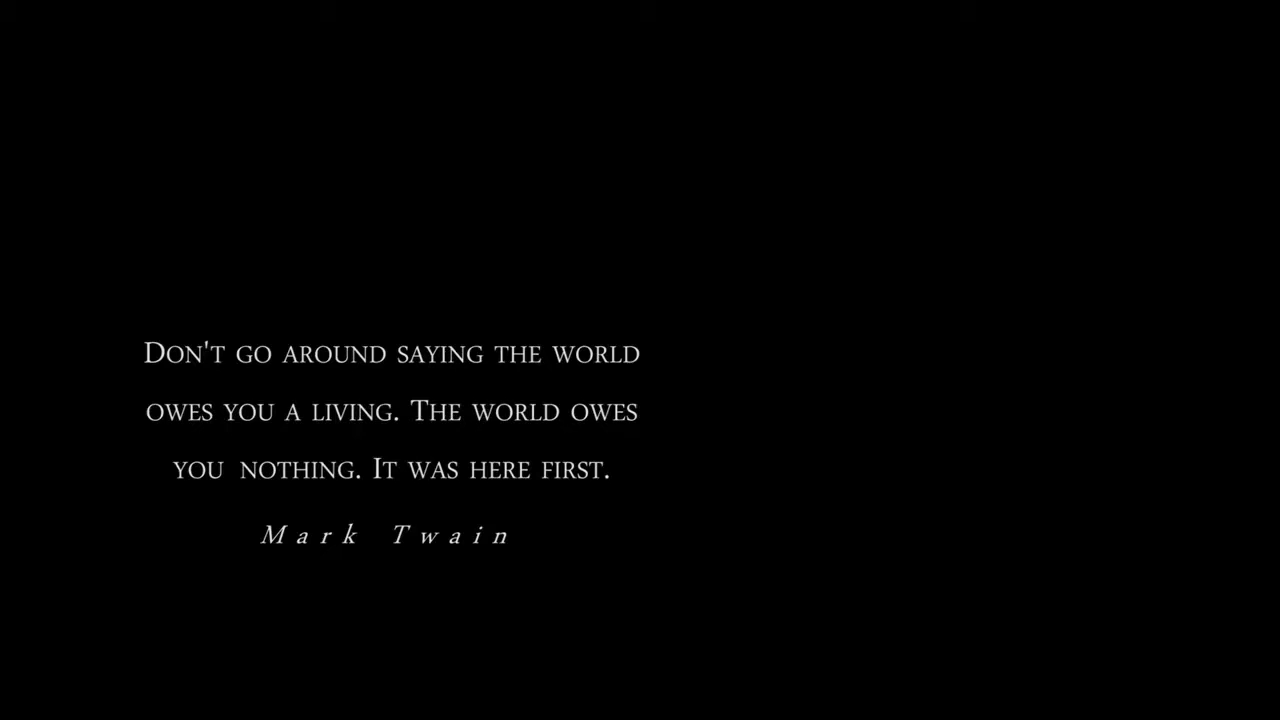 Don't go around saying the world
owes you a living. The world owes
you nothing. It was here first.
Mark Twain